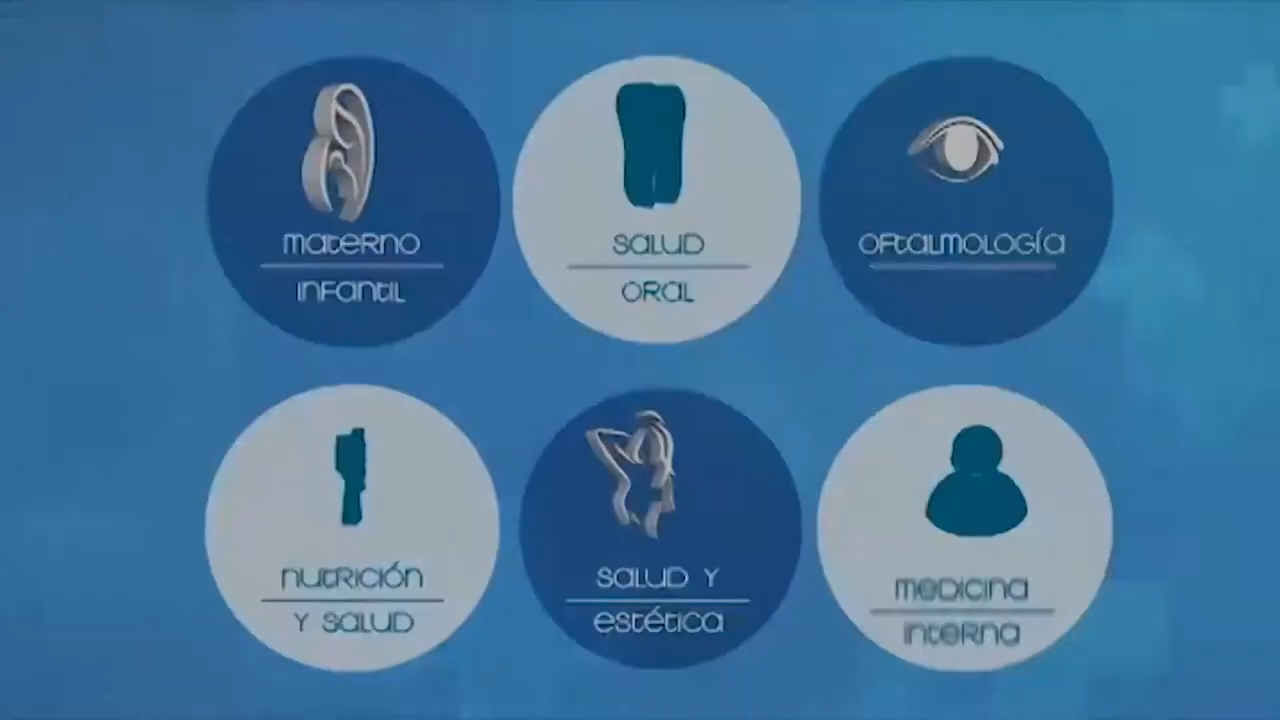 materno
infantil
salud
oral
oftalmología
nutrición
y salud
salud y
estética
medicina
interna